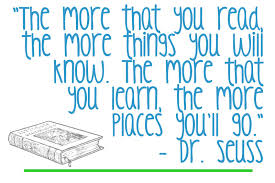 "The more that you read,
the more things you will
know. The more that
you learn, the more
places you'll go."
- Dr. Seuss